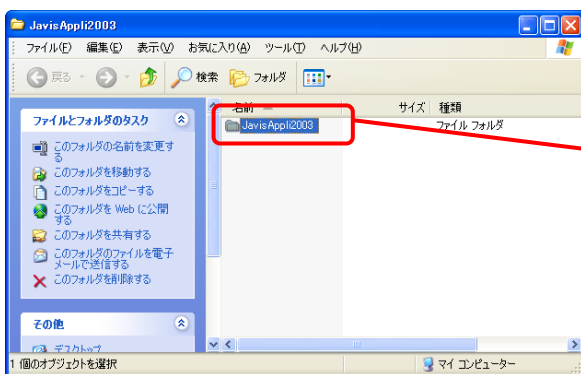 JavisAppli2003
ファイル(F) 編集(E) 表示(V) お気に入り(A) ツール(T) ヘルプ(H)
戻る 検索 フォルダ
名前 サイズ 種類
JavisAppli2003 ファイル フォルダ
ファイルとフォルダのタスク
このフォルダの名前を変更す
る
このフォルダを移動する
このフォルダをコピーする
このフォルダを Web に公開
する
このフォルダを共有する
このフォルダのファイルを電子
メールで送信する
このフォルダを削除する
その他
デスクトップ
1 個のオブジェクトを選択 マイ コンピューター